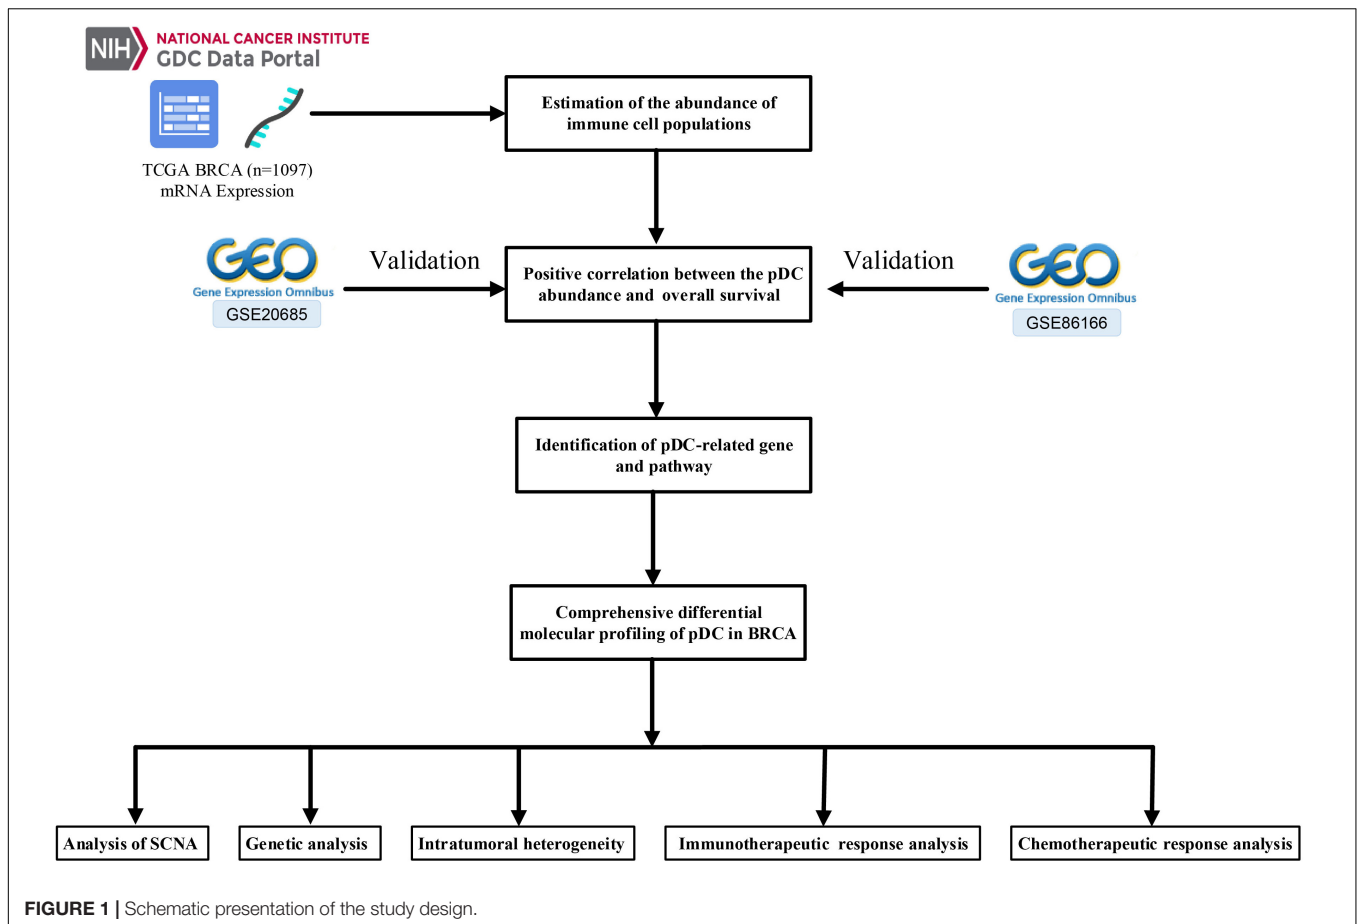 NIH NATIONAL CANCER INSTITUTE
GDC Data Portal
TCGA BRCA (n=1097)
mRNA Expression
Estimation of the abundance of
immune cell populations
GEO
Gene Expression Omnibus
GSE20685
Validation
Positive correlation between the pDC
abundance and overall survival
Validation
GEO
Gene Expression Omnibus
GSE86166
Identification of pDC-related gene
and pathway
Comprehensive differential
molecular profiling of pDC in BRCA
Analysis of SCNA
Genetic analysis
Intratumoral heterogeneity
Immunotherapeutic response analysis
Chemotherapeutic response analysis
FIGURE 1 | Schematic presentation of the study design.